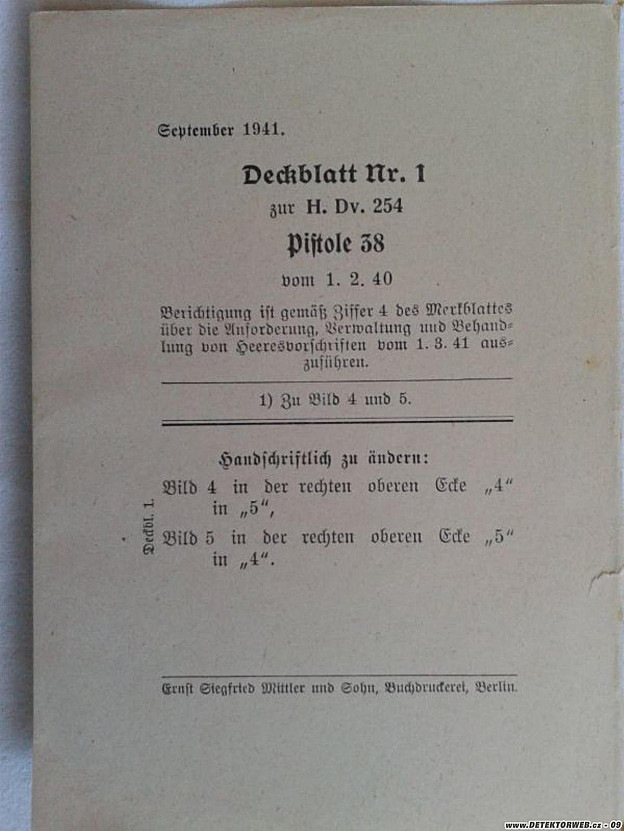 September 1941.
Deckblatt Nr. 1
zur H. Dv. 254
Pistole 38
vom 1. 2. 40
Berichtigung ist gemäß Ziffer 4 des Merkblattes
über die Anforderung, Verwaltung und Behand-
lung von Heeresvorschriften vom 1. 3. 41 aus-
zuführen.
1) Zu Bild 4 und 5.
Handschriftlich zu ändern:
Bild 4 in der rechten oberen Ecke „4“
in „5“,
Bild 5 in der rechten oberen Ecke „5“
in „4“.
Deckbl. 1.
Ernst Siegfried Mittler und Sohn, Buchdruckerei, Berlin.
www.DETEKTORWEB.cz - 09